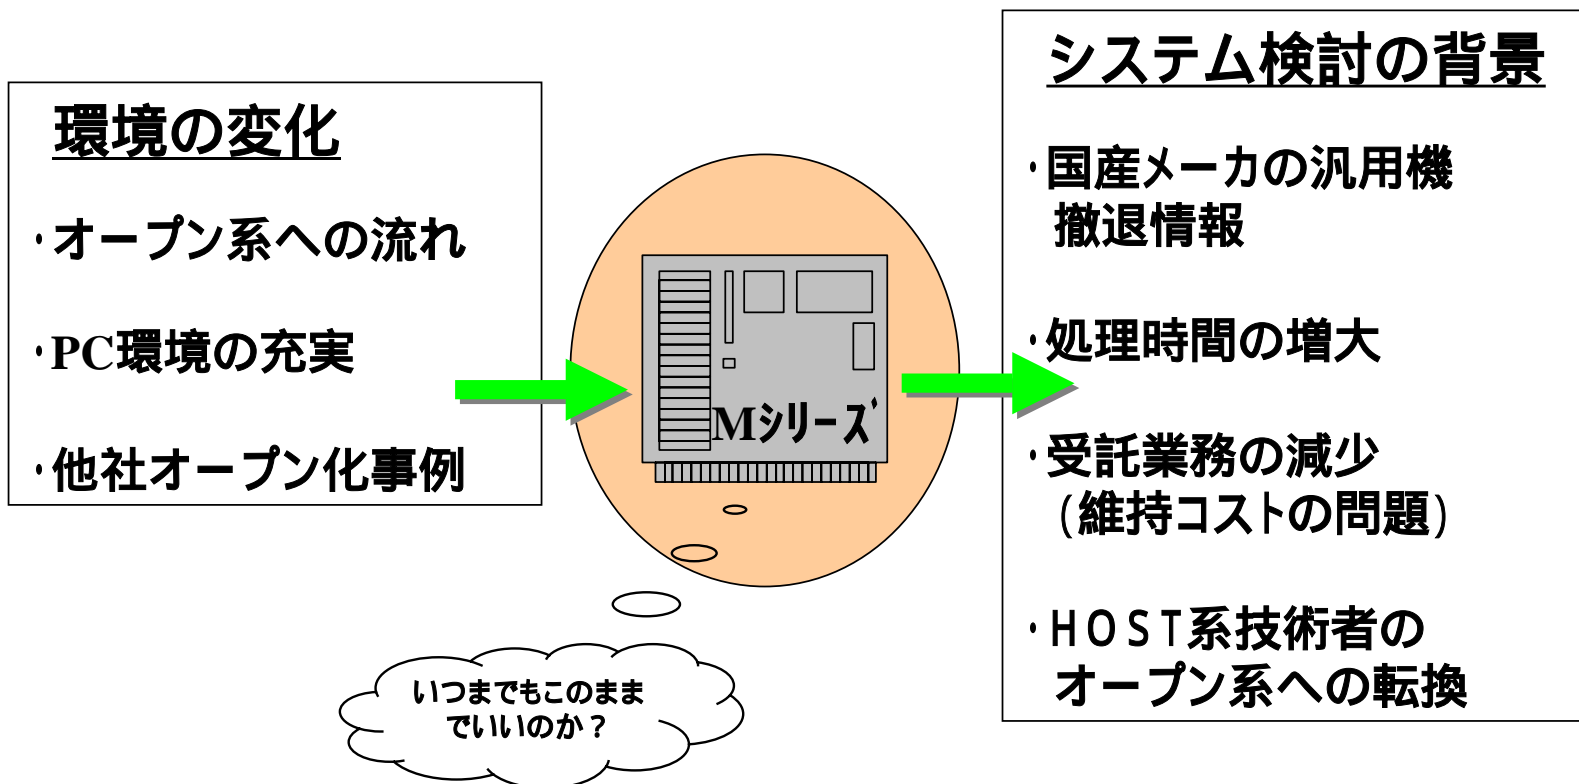 環境の変化
・オープン系への流れ
・PC環境の充実
・他社オープン化事例
Mシリーズ
いつまでもこのまま
でいいのか？
システム検討の背景
・国産メーカの汎用機
撤退情報
・処理時間の増大
・受託業務の減少
（維持コストの問題）
・ＨＯＳＴ系技術者の
オープン系への転換